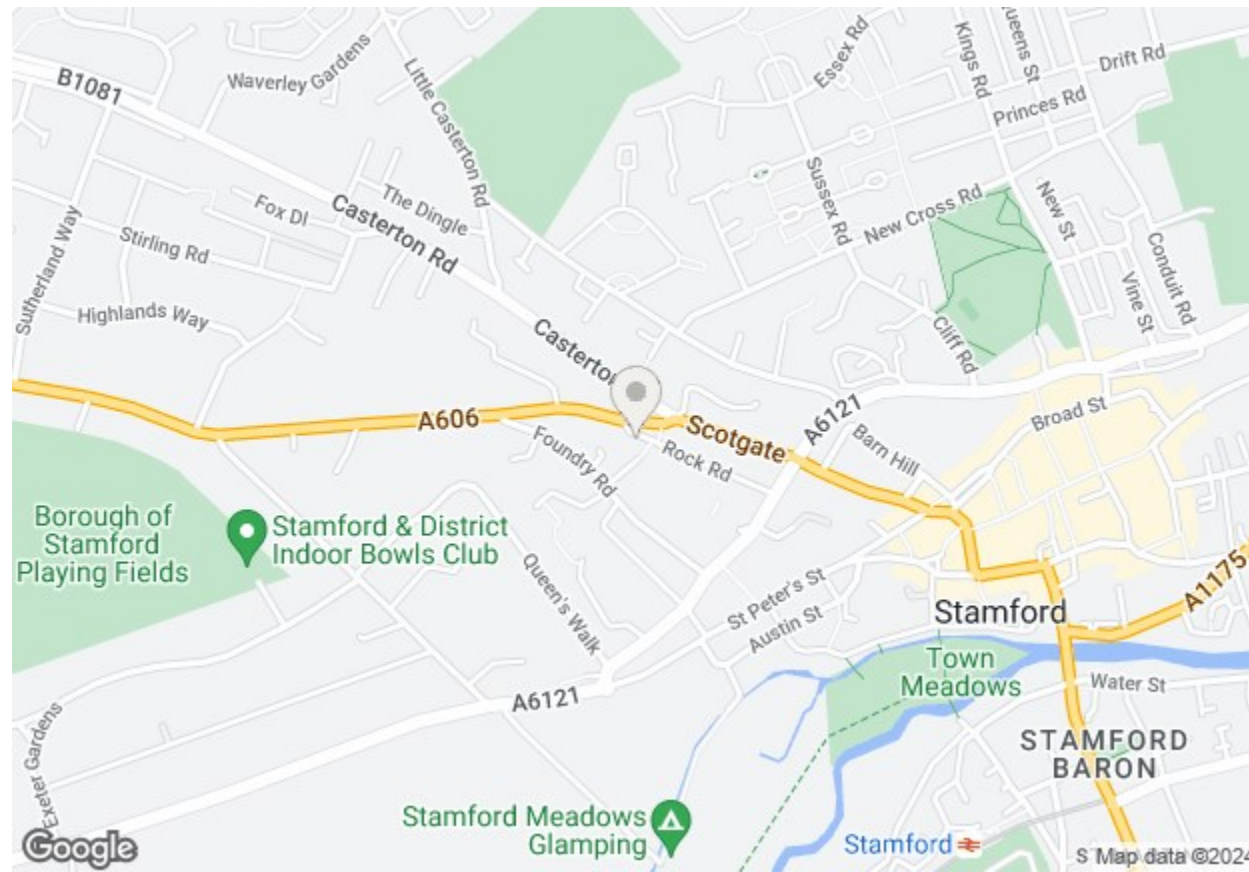 B1081
Waverley Gardens
Little Casterton Rd
Essex Rd
Kings Rd
Queens St
Drift Rd
Princes Rd
Sutherland Way
Fox Dl
The Dingle
Casterton Rd
Stirling Rd
Highlands Way
Sussex Rd
New Cross Rd
New St
Vine St
Conduit Rd
Cliff Rd
A606
Scotgate
A6121
Barn Hill
Broad St
Foundry Rd
Rock Rd
Borough of
Stamford
Playing Fields
Stamford & District
Indoor Bowls Club
Queen's Walk
St Peter's St
Austin St
Stamford
A1175
Town
Meadows
Water St
A6121
Exeter Gardens
STAMFORD
BARON
Stamford Meadows
Glamping
Stamford
Google
Map data ©2024